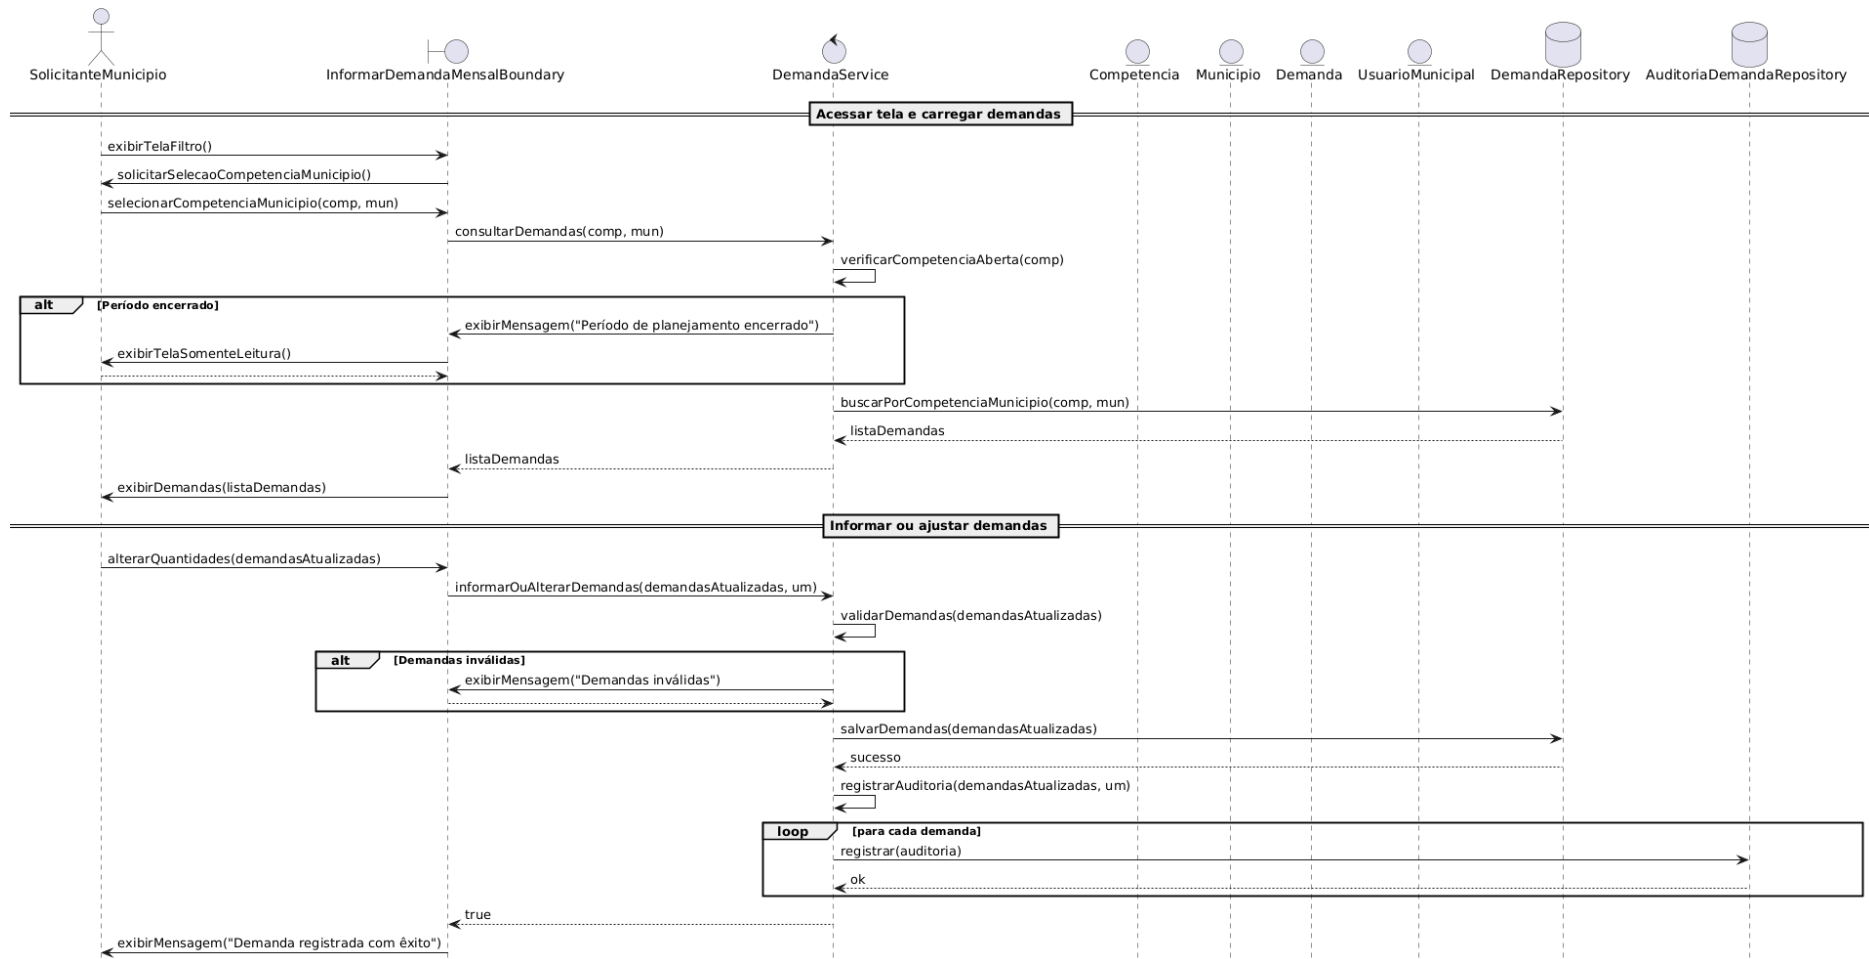 SolicitanteMunicipio
InformarDemandaMensalBoundary
DemandaService
Competencia
Municipio
Demanda
UsuarioMunicipal
DemandaRepository
AuditoriaDemandaRepository
Acessar tela e carregar demandas
exibirTelaFiltro()
solicitarSelecaoCompetenciaMunicipio()
selecionarCompetenciaMunicipio(comp, mun)
consultarDemandas(comp, mun)
verificarCompetenciaAberta(comp)
alt [Período encerrado]
exibirMensagem("Período de planejamento encerrado")
exibirTelaSomenteLeitura()
buscarPorCompetenciaMunicipio(comp, mun)
listaDemandas
listaDemandas
exibirDemandas(listaDemandas)
Informar ou ajustar demandas
alterarQuantidades(demandasAtualizadas)
informarOuAlterarDemandas(demandasAtualizadas, um)
validarDemandas(demandasAtualizadas)
alt [Demandas inválidas]
exibirMensagem("Demandas inválidas")
salvarDemandas(demandasAtualizadas)
sucesso
registrarAuditoria(demandasAtualizadas, um)
loop [para cada demanda]
registrar(auditoria)
ok
true
exibirMensagem("Demanda registrada com êxito")